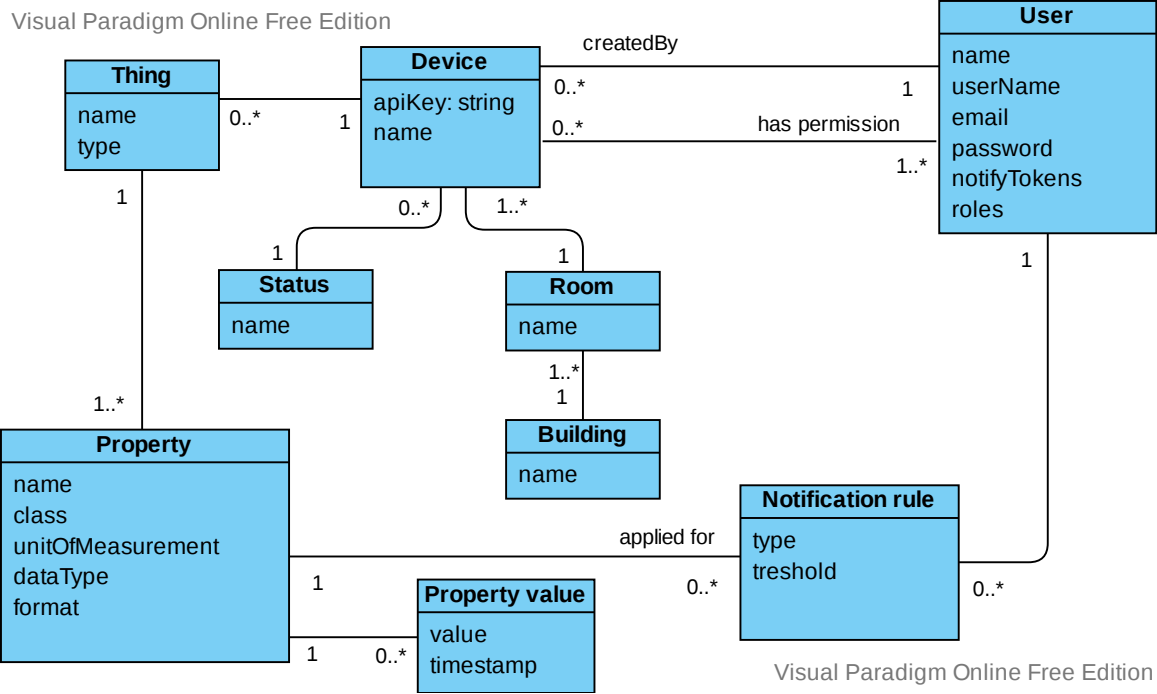 Visual Paradigm Online Free Edition
User
name
userName
email
password
notifyTokens
roles
createdBy
0..*
1
has permission
0..*
1..*
Device
apiKey: string
name
Thing
name
type
0..*
1
1
1..*
0..*
1
1..*
1
Status
name
Room
name
1..*
1
Building
name
1
0..*
Property
name
class
unitOfMeasurement
dataType
format
applied for
1
0..*
Notification rule
type
treshold
1
0..*
Property value
value
timestamp
Visual Paradigm Online Free Edition